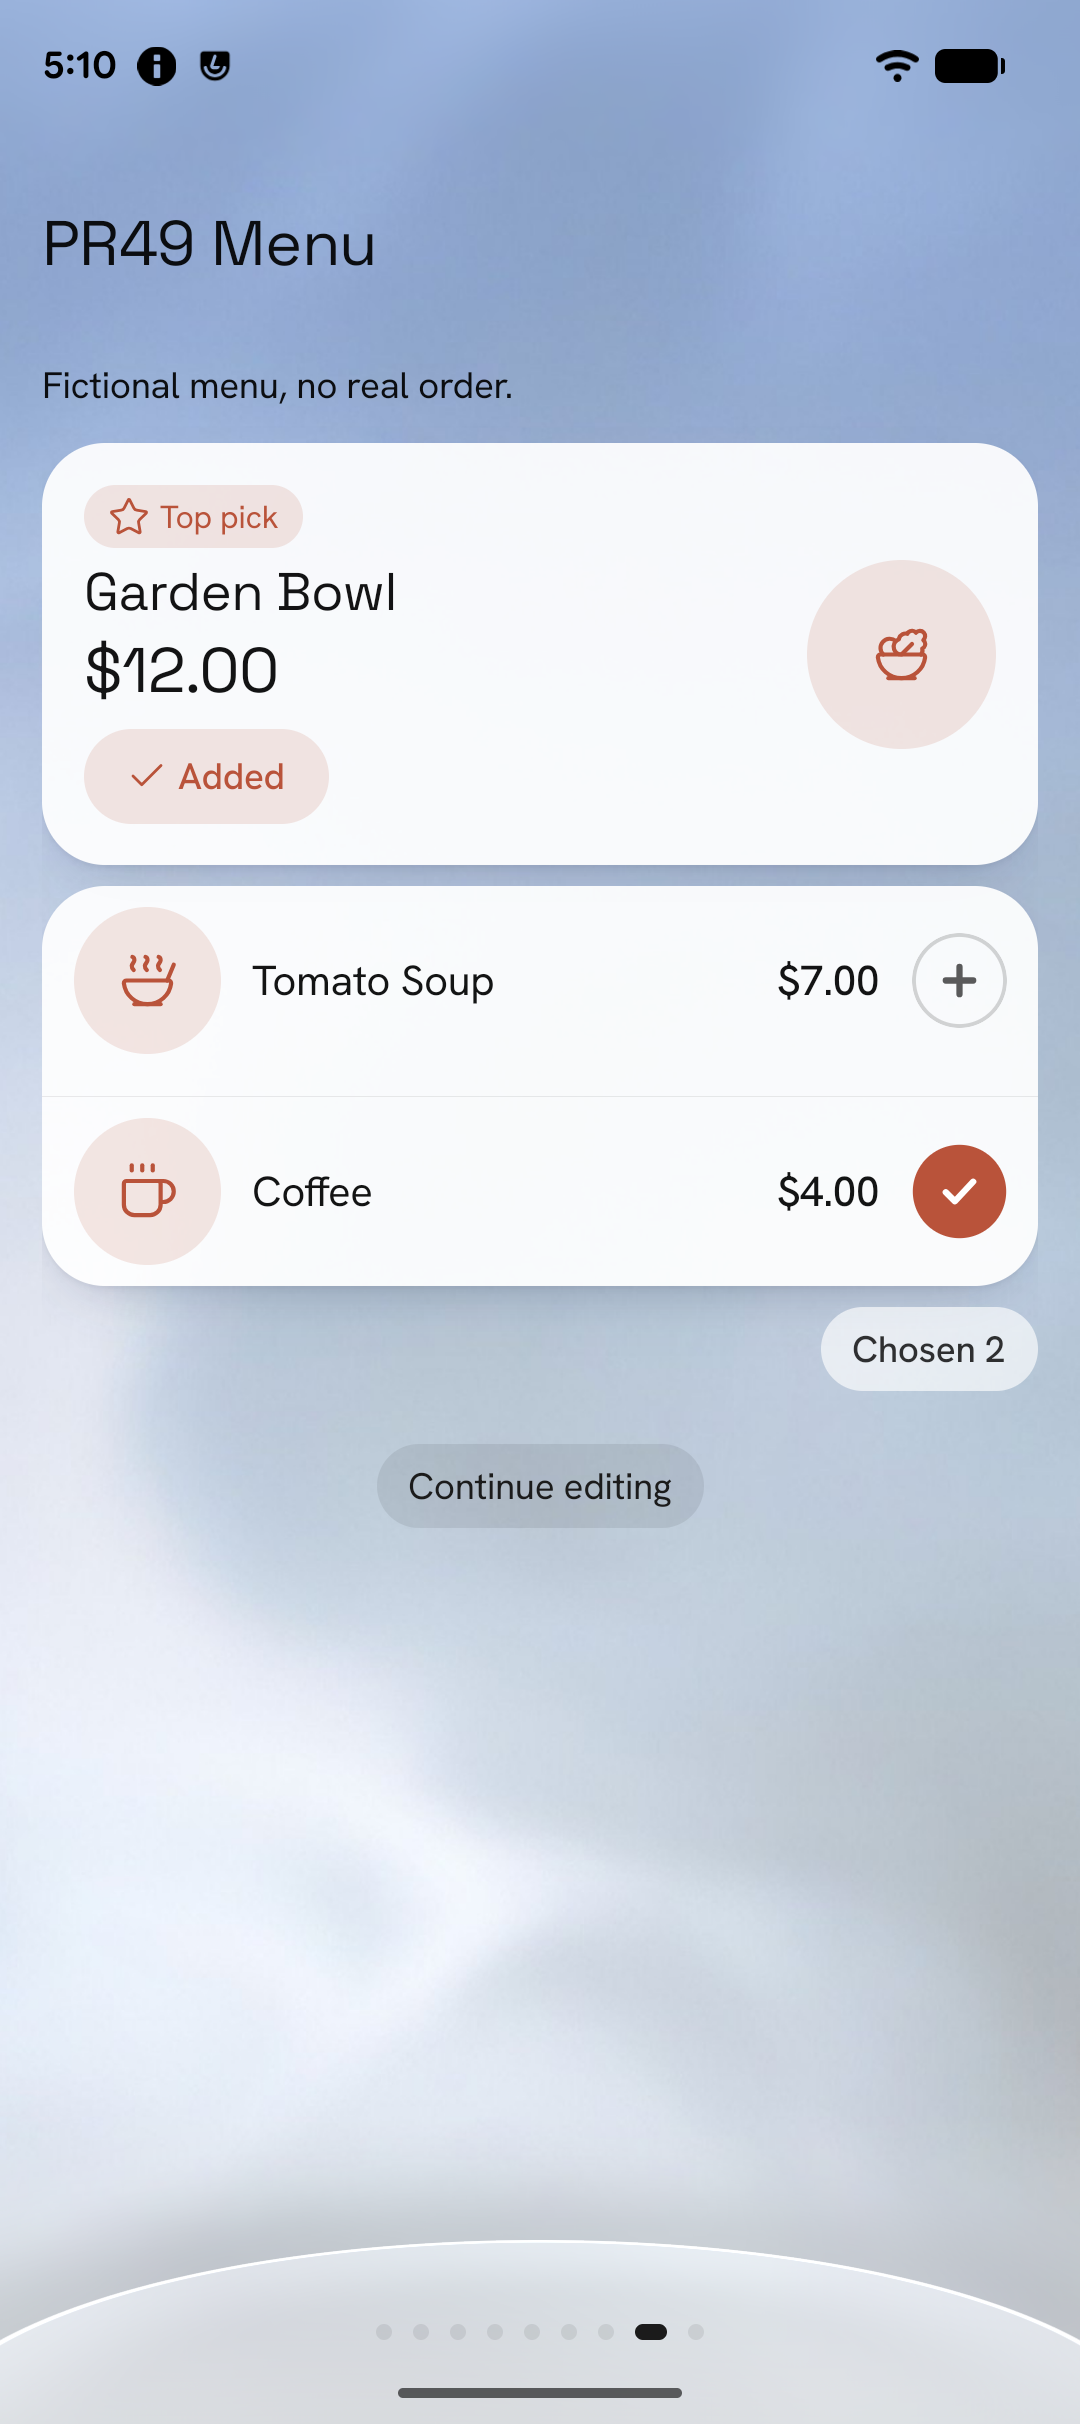 5:10
PR49 Menu
Fictional menu, no real order.
Top pick
Garden Bowl
$12.00
Added
Tomato Soup $7.00
Coffee $4.00
Chosen 2
Continue editing